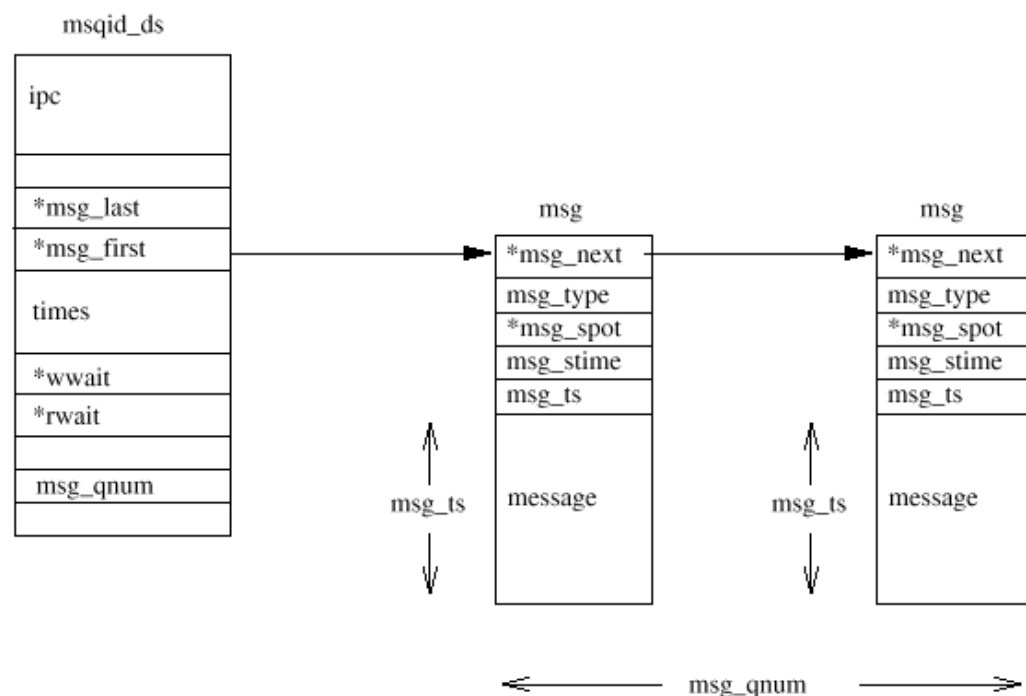 msqid_ds
ipc
*msg_last
*msg_first
times
*wwait
*rwait
msg_qnum
msg
*msg_next
msg_type
*msg_spot
msg_stime
msg_ts
message
msg_ts
msg
*msg_next
msg_type
*msg_spot
msg_stime
msg_ts
message
msg_ts
msg_qnum